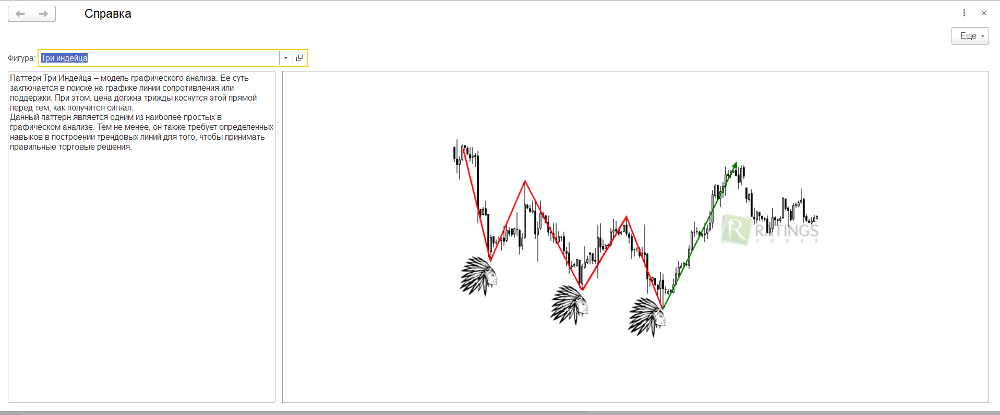 Справка
Еще
Фигура: Три индейца
Паттерн Три Индейца – модель графического анализа. Ее суть
заключается в поиске на графике линии сопротивления или
поддержки. При этом, цена должна трижды коснутся этой прямой
перед тем, как получится сигнал.
Данный паттерн является одним из наиболее простых в
графическом анализе. Тем не менее, он также требует определенных
навыков в построении трендовых линий для того, чтобы принимать
правильные торговые решения.
R RATINGS
FOREX